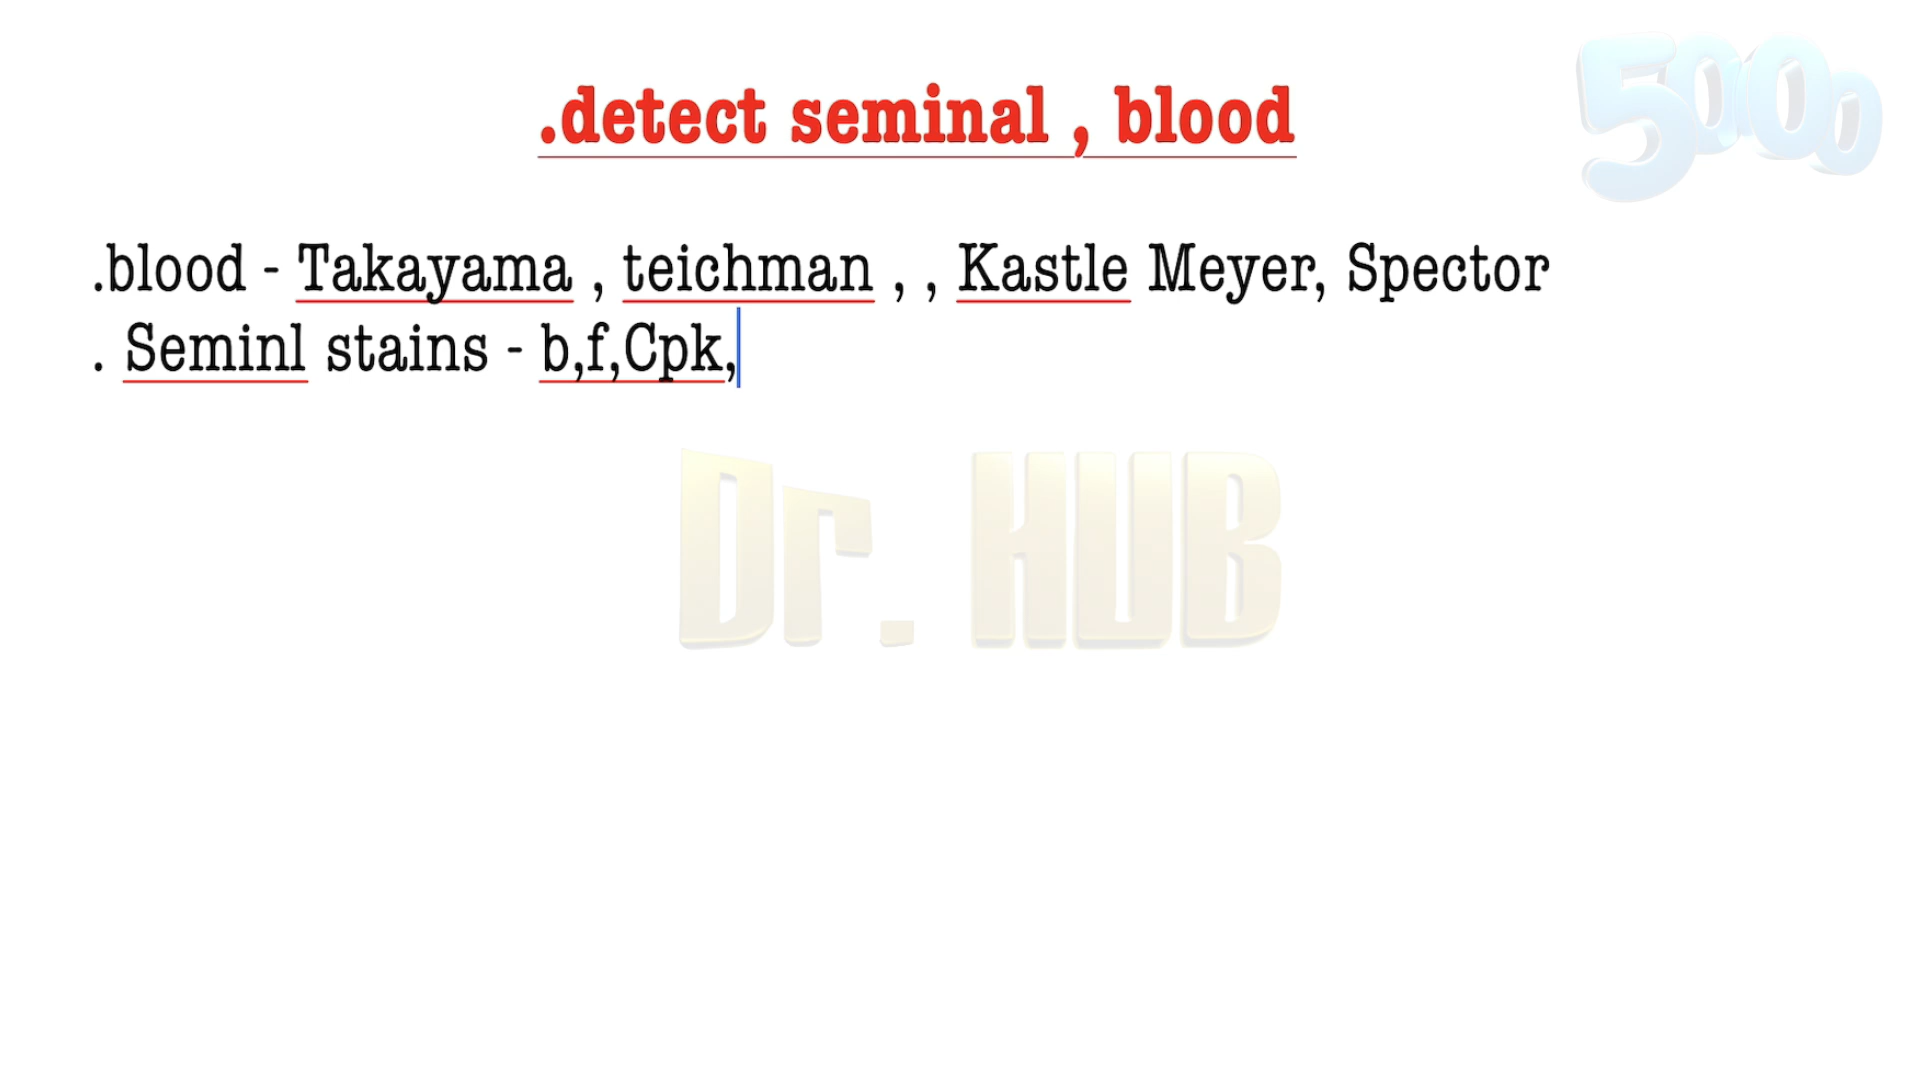 5000
.detect seminal , blood
.blood - Takayama , teichman , , Kastle Meyer, Spector
. Seminl stains - b,f,Cpk,
Dr. HUB